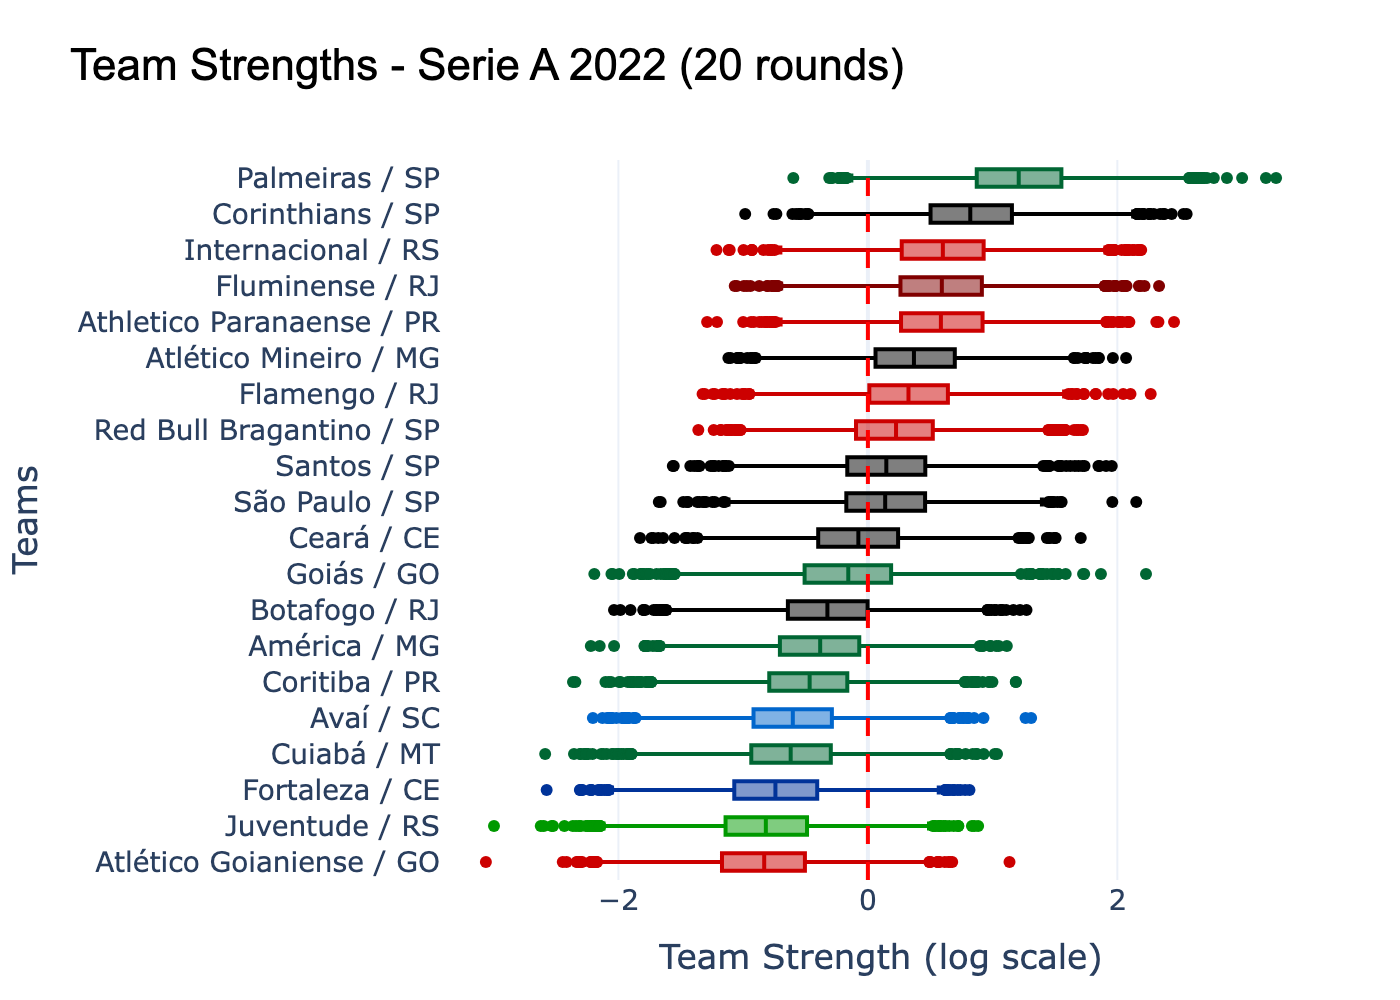 Team Strengths - Serie A 2022 (20 rounds)
Palmeiras / SP
Corinthians / SP
Internacional / RS
Fluminense / RJ
Athletico Paranaense / PR
Atlético Mineiro / MG
Flamengo / RJ
Red Bull Bragantino / SP
Santos / SP
São Paulo / SP
Ceará / CE
Goiás / GO
Botafogo / RJ
América / MG
Coritiba / PR
Avaí / SC
Cuiabá / MT
Fortaleza / CE
Juventude / RS
Atlético Goianiense / GO
Teams
−2 0 2
Team Strength (log scale)